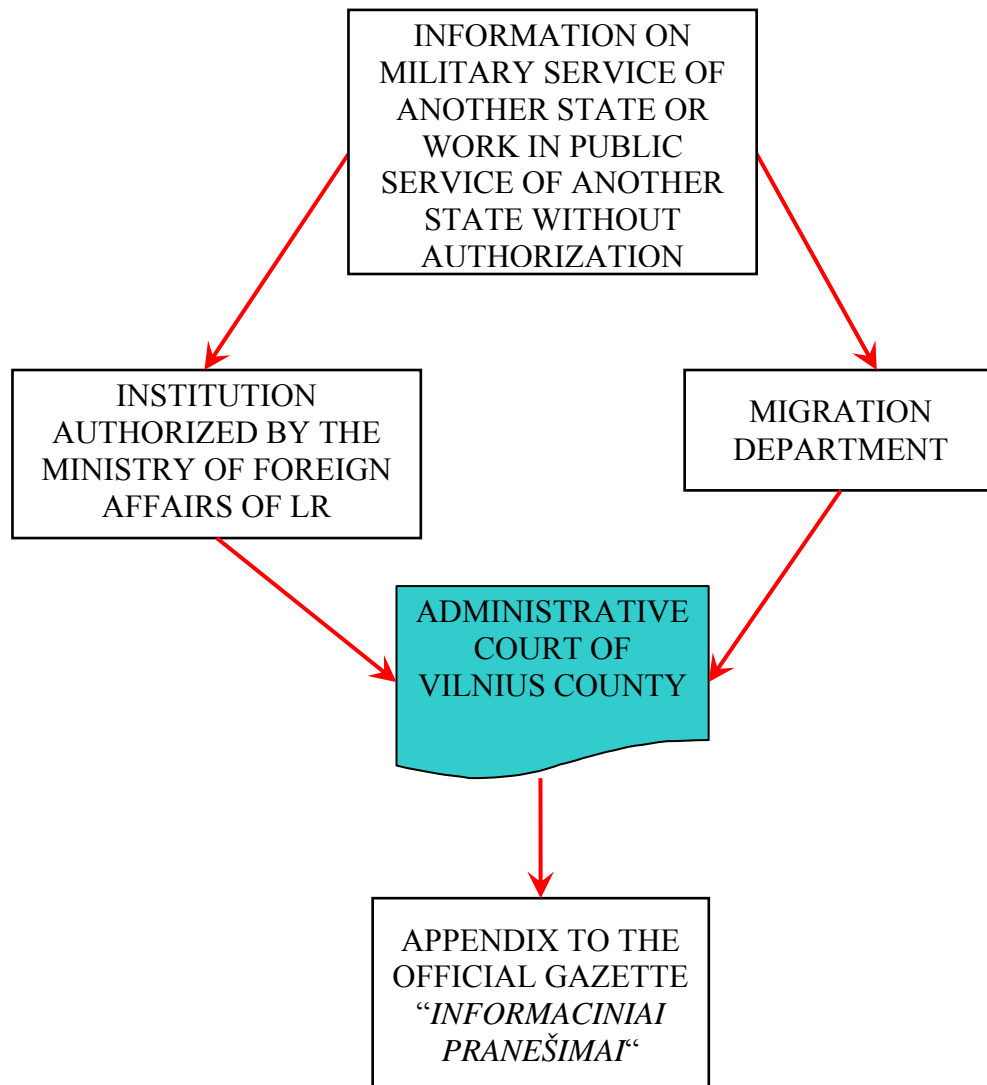 INFORMATION ON
MILITARY SERVICE OF
ANOTHER STATE OR
WORK IN PUBLIC
SERVICE OF ANOTHER
STATE WITHOUT
AUTHORIZATION
INSTITUTION
AUTHORIZED BY THE
MINISTRY OF FOREIGN
AFFAIRS OF LR
MIGRATION
DEPARTMENT
ADMINISTRATIVE
COURT OF
VILNIUS COUNTY
APPENDIX TO THE
OFFICIAL GAZETTE
“INFORMACINIAI
PRANEŠIMAI“